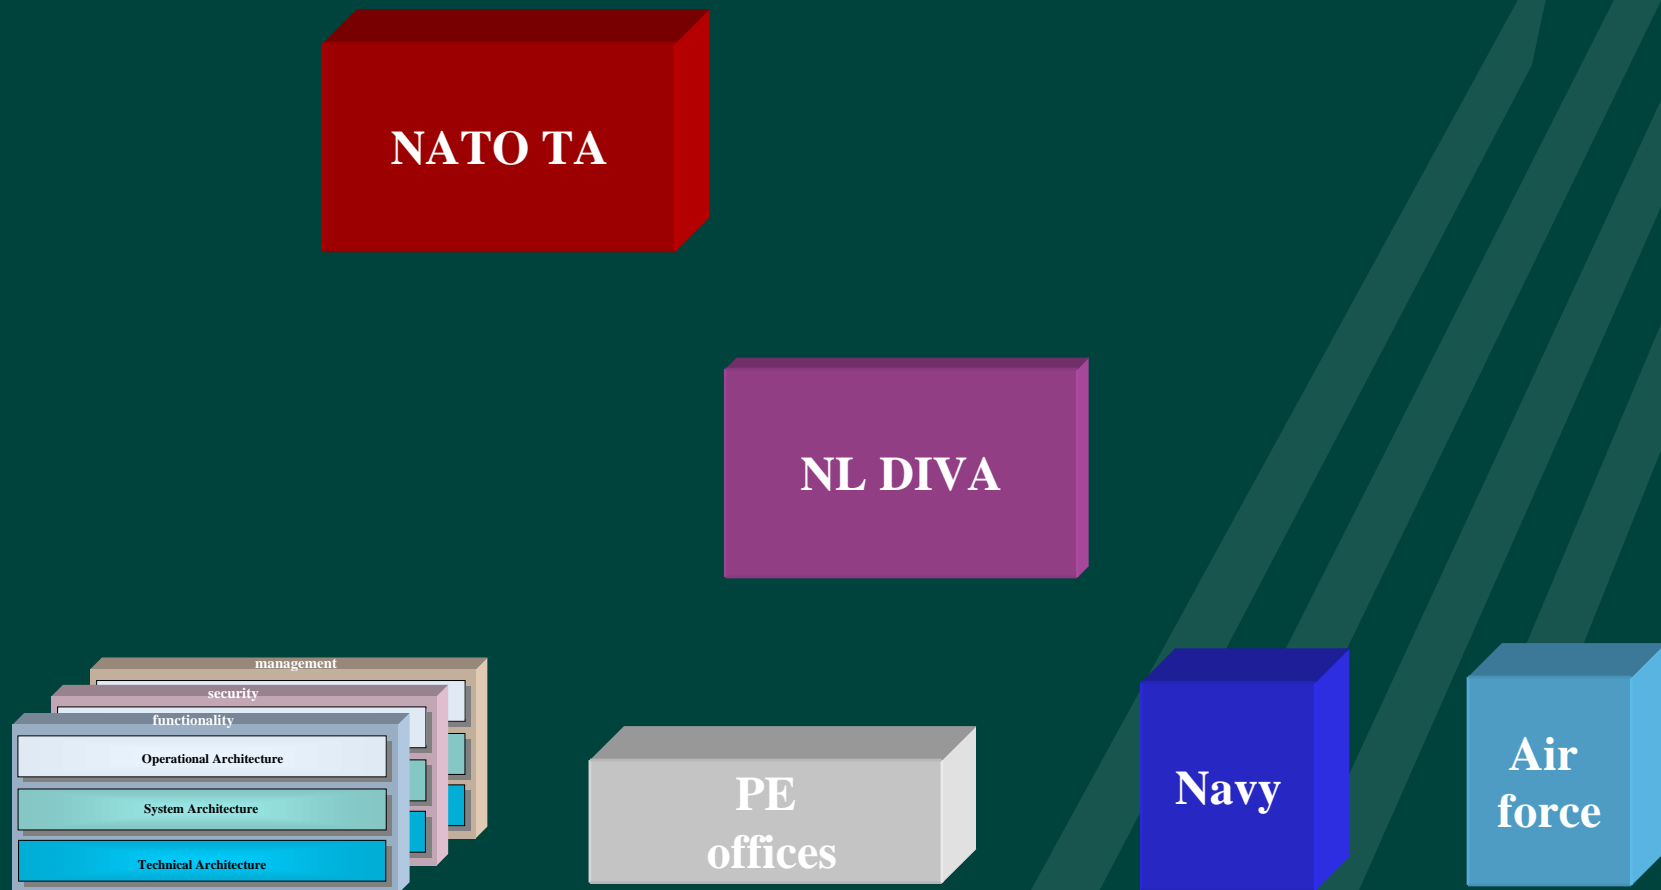 NATO TA
NL DIVA
management
security
functionality
Operational Architecture
System Architecture
Technical Architecture
PE
offices
Navy
Air
force